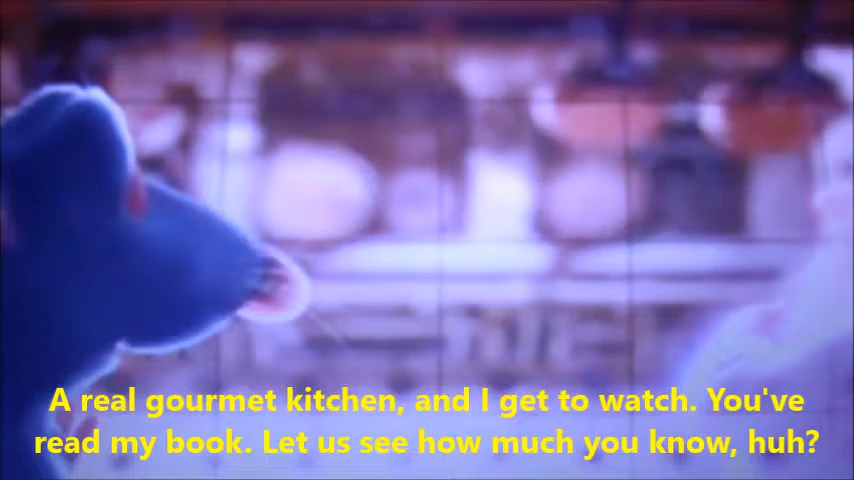 A real gourmet kitchen, and I get to watch. You've
read my book. Let us see how much you know, huh?